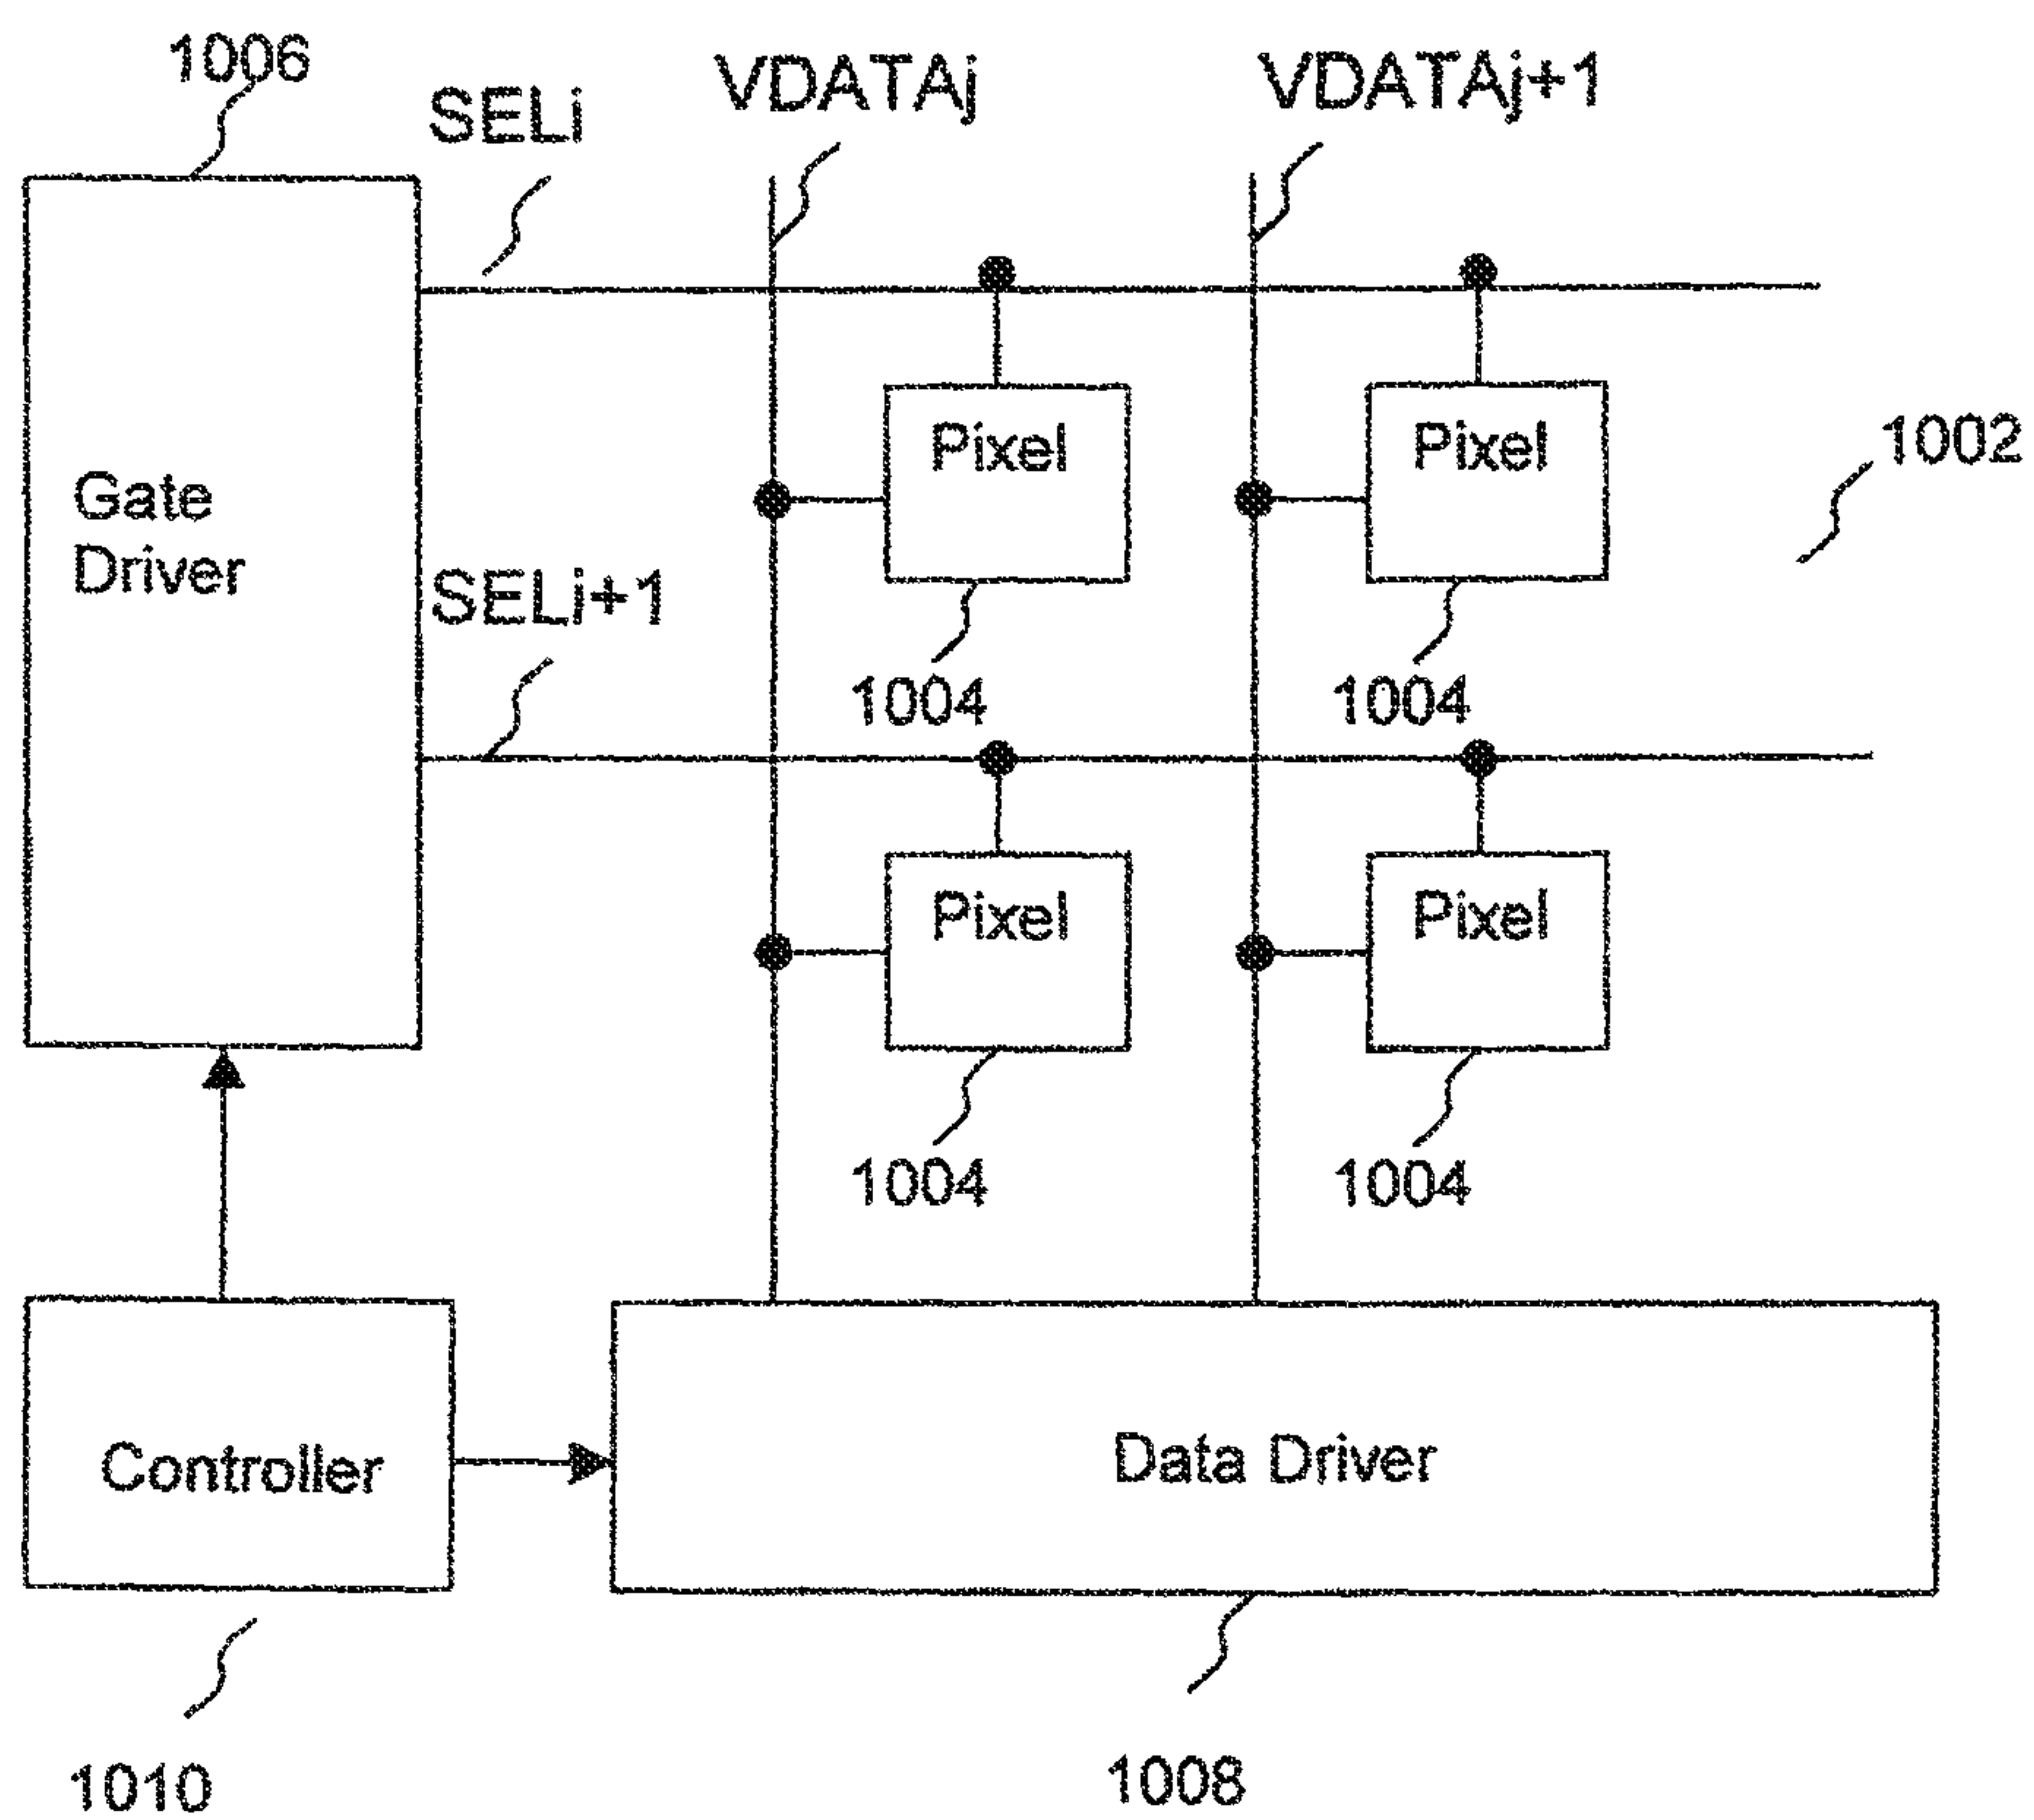 1006
SELi
VDATAj
VDATAj+1
Pixel
Pixel
1002
Gate
Driver
SELi+1
1004
1004
Pixel
Pixel
1004
1004
Controller
Data Driver
1010
1008